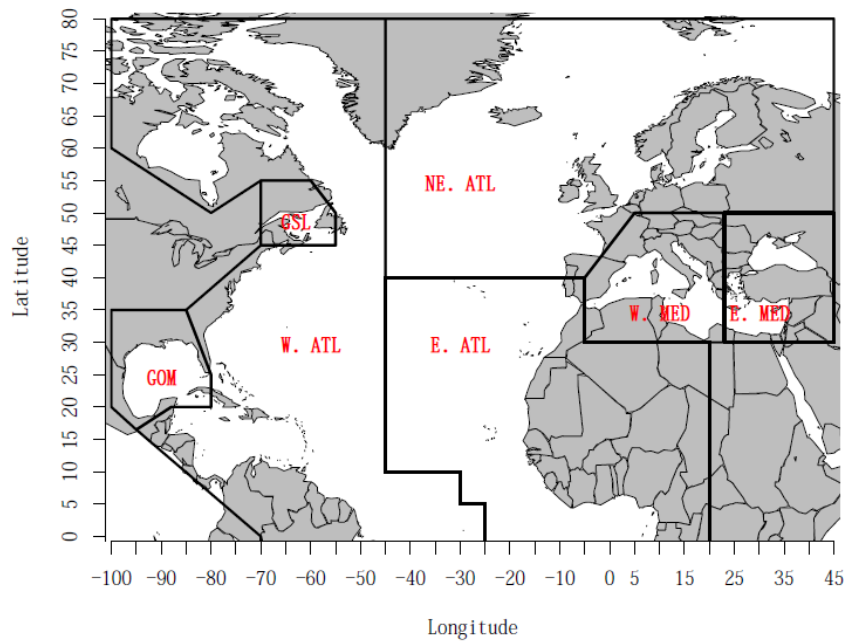 80
75
70
65
60
55
50
45
40
35
30
25
20
15
10
5
0
Latitude
NE. ATL
GSL
W. MED
E. MED
W. ATL
E. ATL
GOM
-100 -90 -80 -70 -60 -50 -40 -30 -20 -10 0 5 15 25 35 45
Longitude